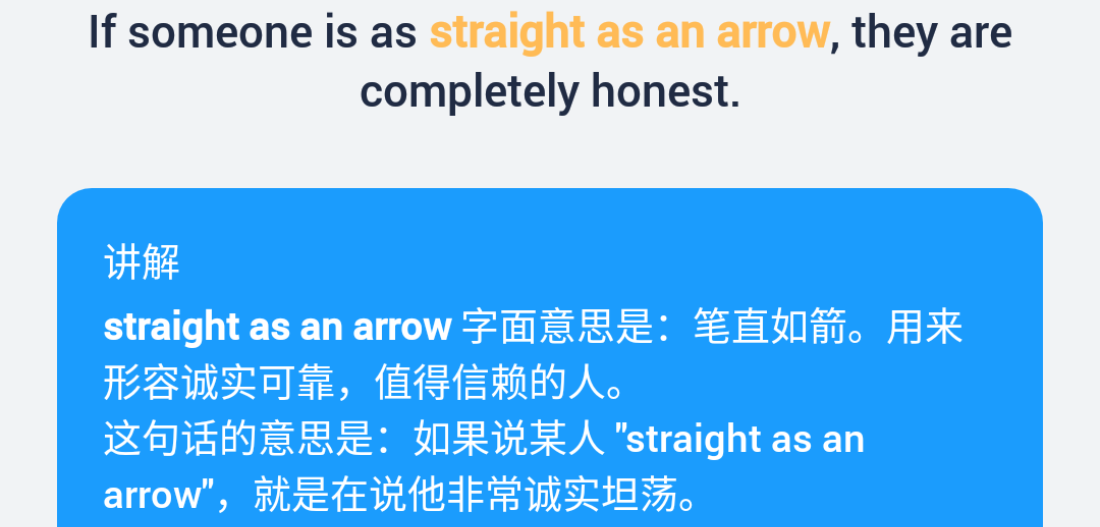 If someone is as straight as an arrow, they are
completely honest.
讲解
straight as an arrow 字面意思是：笔直如箭。用来
形容诚实可靠，值得信赖的人。
这句话的意思是：如果说某人 "straight as an
arrow"，就是在说他非常诚实坦荡。